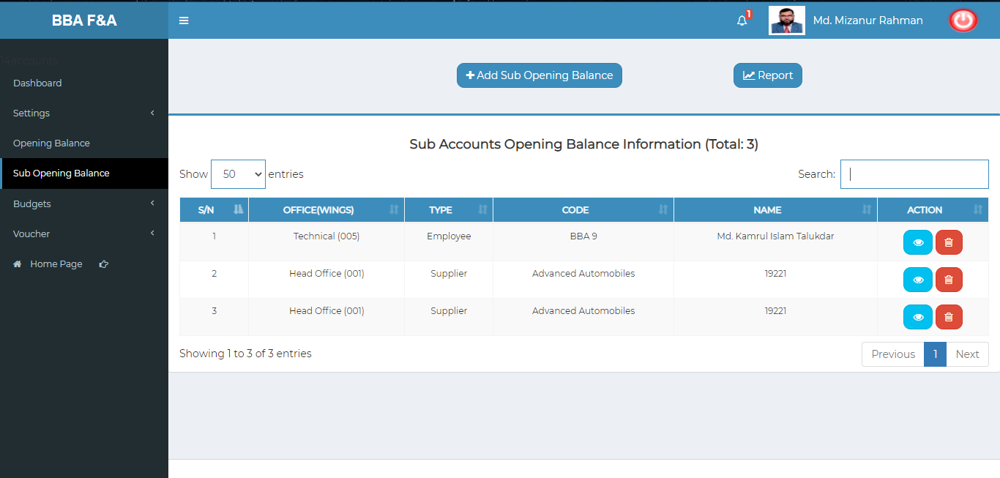 BBA F&A
1
Md. Mizanur Rahman
Dashboard
Settings
Opening Balance
Sub Opening Balance
Budgets
Voucher
Home Page
Add Sub Opening Balance
Report
Sub Accounts Opening Balance Information (Total: 3)
Show 50 entries
Search:
S/N OFFICE(WINGS) TYPE CODE NAME ACTION
1 Technical (005) Employee BBA 9 Md. Kamrul Islam Talukdar
2 Head Office (001) Supplier Advanced Automobiles 19221
3 Head Office (001) Supplier Advanced Automobiles 19221
Showing 1 to 3 of 3 entries
Previous 1 Next